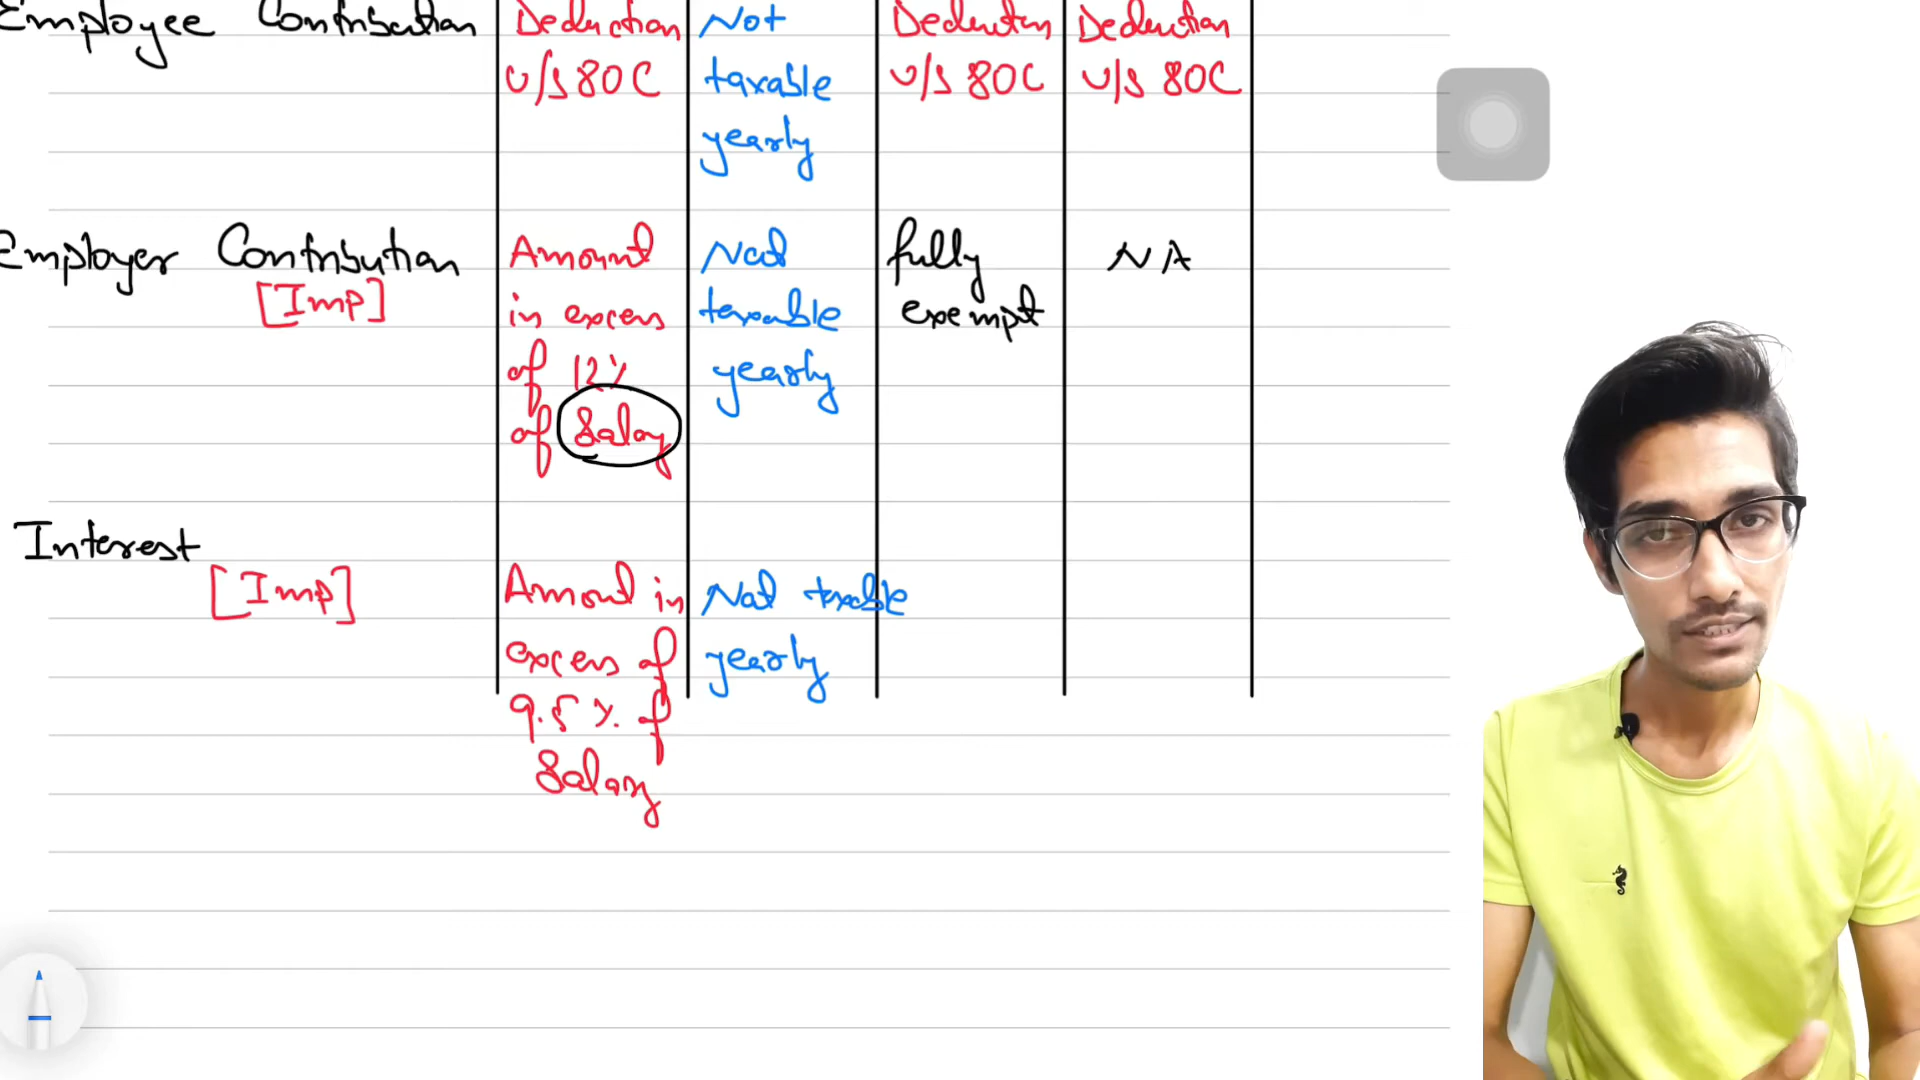 Employee Contribution Deduction Not Deduction Deduction
u/s 80C taxable u/s 80C u/s 80C
yearly
Employer Contribution Amount Not fully NA
[Imp] in excess taxable exempt
of 12% yearly
of Salary
Interest
[Imp] Amount in Not taxable
excess of yearly
9.5% of
Salary